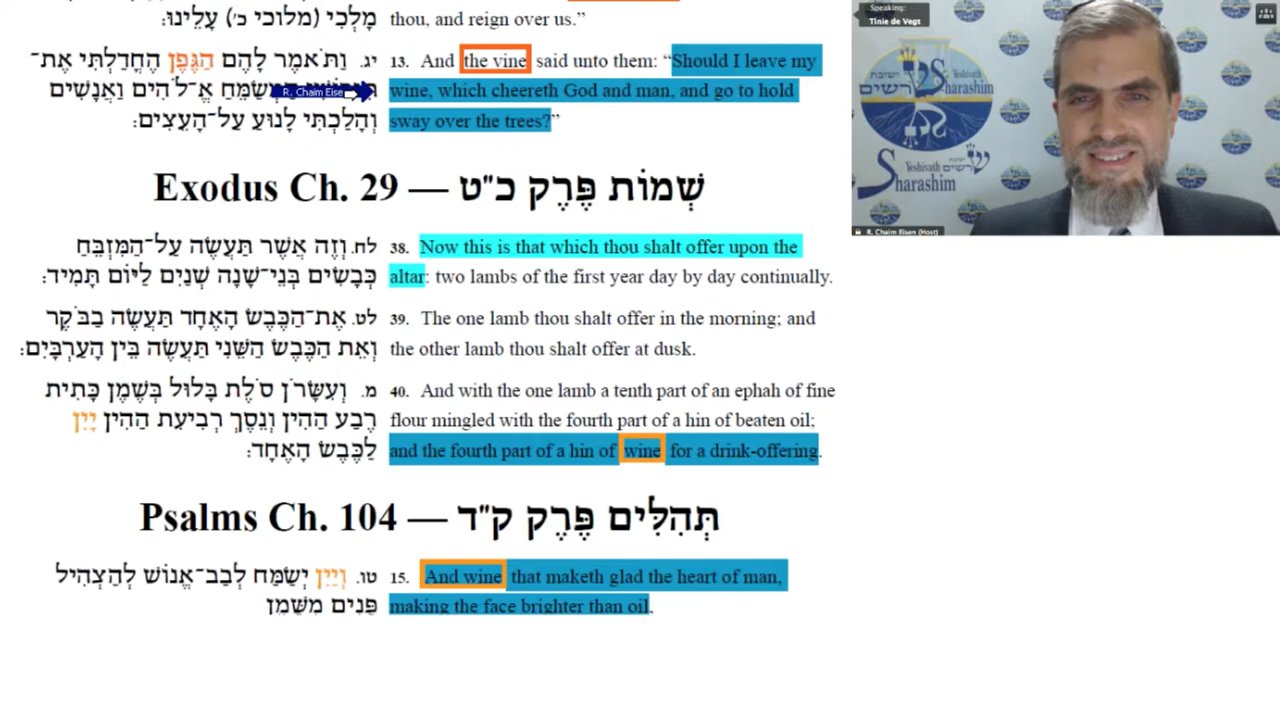 מָלְכִי (מלוכי כ׳) עָלֵינוּ:
thou, and reign over us.”
יג. וַתֹּאמֶר לָהֶם הַגֶּפֶן הֶחֳדַלְתִּי אֶת־
וְהָלַכְתִּי לָנוּעַ עַל־הָעֵצִים:
R. Chaim Eise
13. And the vine said unto them: “Should I leave my
wine, which cheereth God and man, and go to hold
sway over the trees?”
Exodus Ch. 29 — שְׁמוֹת פֶּרֶק כ״ט
לח. וְזֶה אֲשֶׁר תַּעֲשֶׂה עַל־הַמִּזְבֵּחַ
כְּבָשִׂים בְּנֵי־שָׁנָה שְׁנַיִם לַיּוֹם תָּמִיד:
38. Now this is that which thou shalt offer upon the
altar: two lambs of the first year day by day continually.
לט. אֶת־הַכֶּבֶשׂ הָאֶחָד תַּעֲשֶׂה בַבֹּקֶר
וְאֵת הַכֶּבֶשׂ הַשֵּׁנִי תַּעֲשֶׂה בֵּין הָעַרְבָּיִם:
39. The one lamb thou shalt offer in the morning; and
the other lamb thou shalt offer at dusk.
מ. וְעִשָּׂרֹן סֹלֶת בָּלוּל בְּשֶׁמֶן כָּתִית
רֶבַע הַהִין וְנֵסֶךְ רְבִיעִת הַהִין יָיִן
לַכֶּבֶשׂ הָאֶחָד:
40. And with the one lamb a tenth part of an ephah of fine
flour mingled with the fourth part of a hin of beaten oil;
and the fourth part of a hin of wine for a drink-offering.
Psalms Ch. 104 — תְּהִלִּים פֶּרֶק ק״ד
טו. וְיַיִן יְשַׂמַּח לְבַב־אֱנוֹשׁ לְהַצְהִיל
פָּנִים מִשָּׁמֶן
15. And wine that maketh glad the heart of man,
making the face brighter than oil.
Speaking:
Tinie de Vegt
ישיבת
שרשים
Yeshivath
Sharashim
Yeshivath
Sharashim
R. Chaim Eisen (Host)